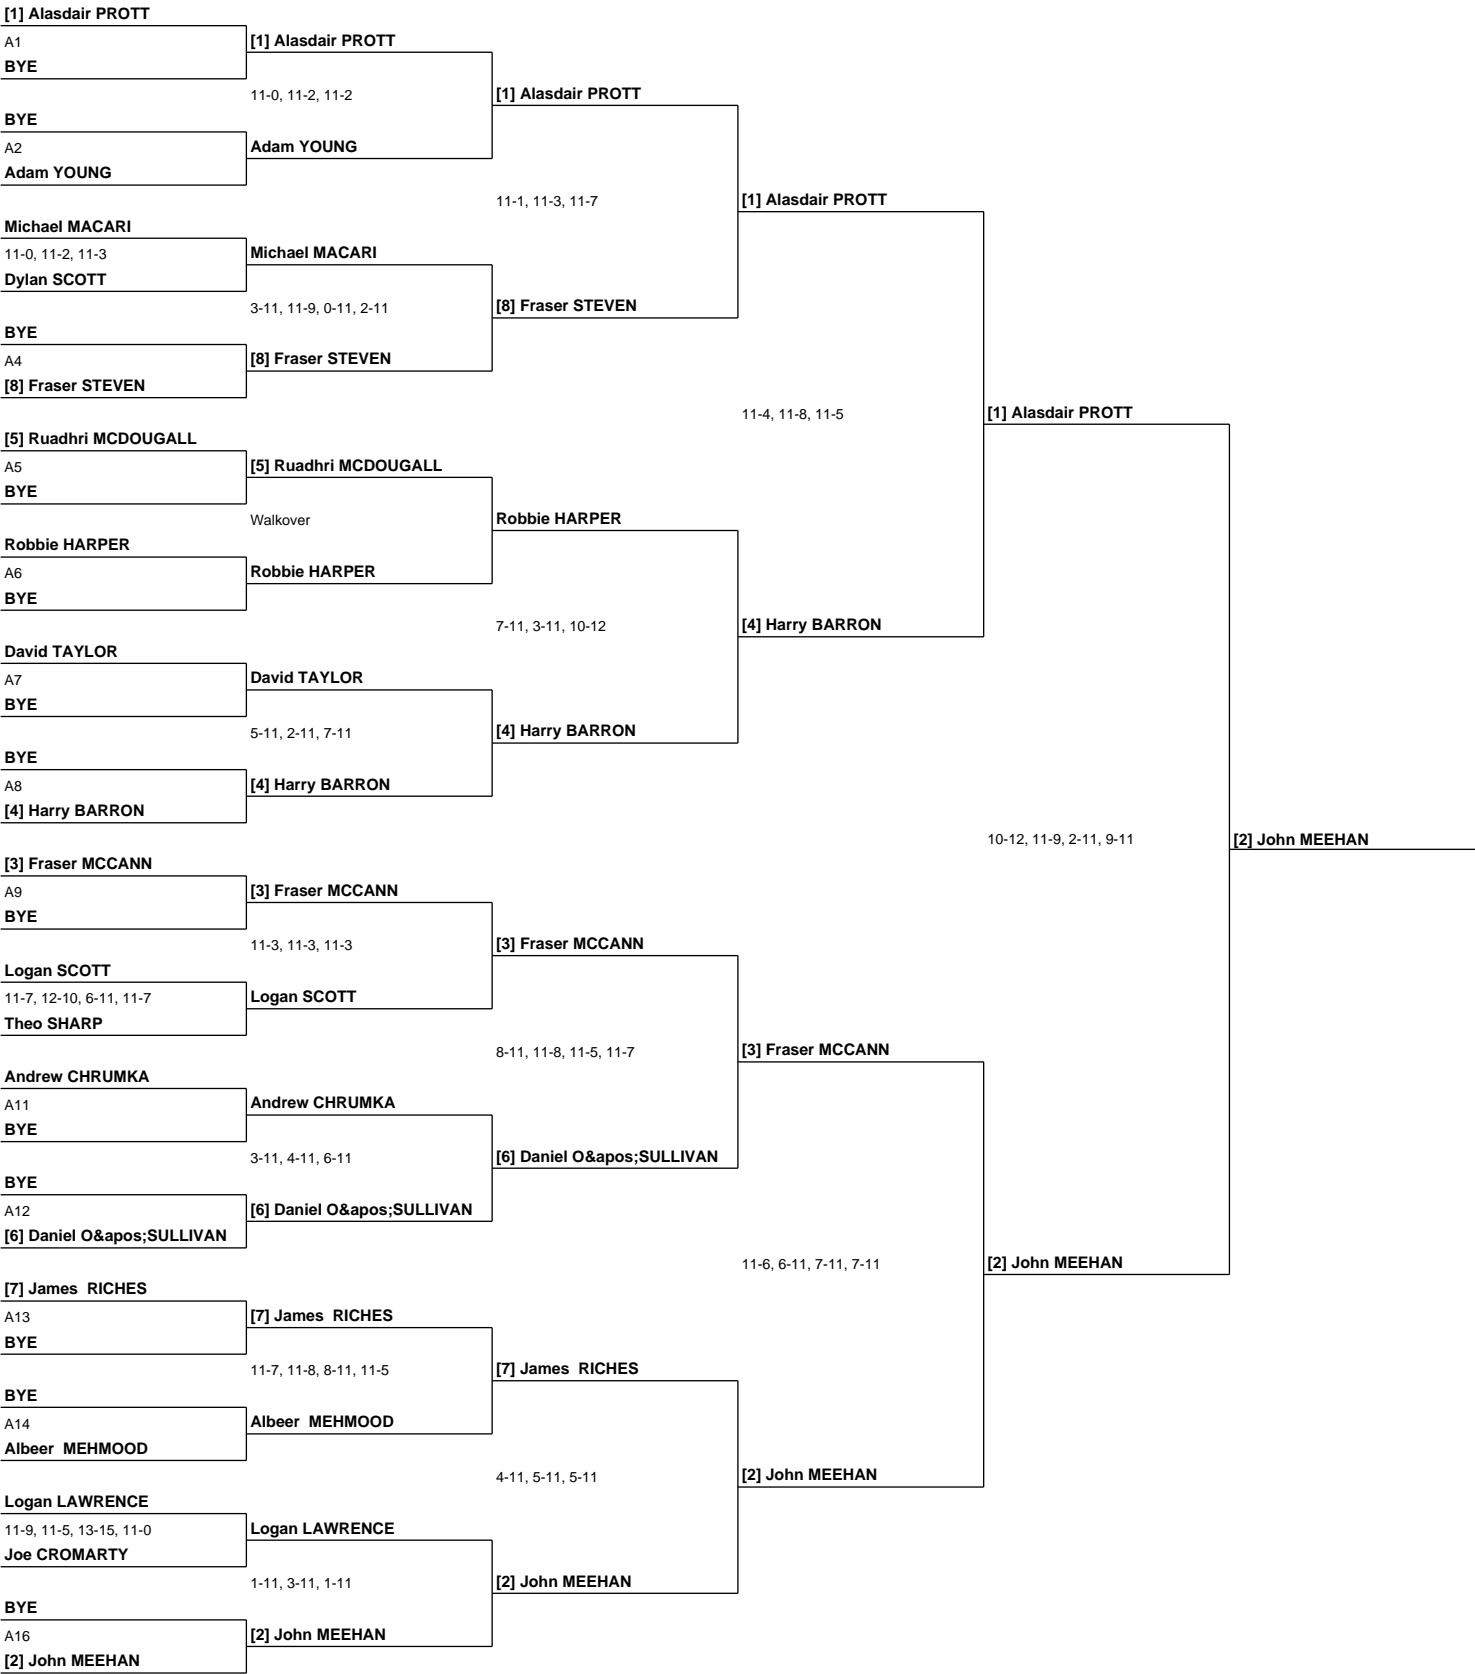 [1] Alasdair PROTT
A1
BYE
BYE
A2
Adam YOUNG
Michael MACARI
11-0, 11-2, 11-3
Dylan SCOTT
BYE
A4
[8] Fraser STEVEN
[5] Ruadhri MCDOUGALL
A5
BYE
Robbie HARPER
A6
BYE
David TAYLOR
A7
BYE
BYE
A8
[4] Harry BARRON
[3] Fraser MCCANN
A9
BYE
Logan SCOTT
11-7, 12-10, 6-11, 11-7
Theo SHARP
Andrew CHRUMKA
A11
BYE
BYE
A12
[6] Daniel O&apos;SULLIVAN
[7] James  RICHES
A13
BYE
BYE
A14
Albeer  MEHMOOD
Logan LAWRENCE
11-9, 11-5, 13-15, 11-0
Joe CROMARTY
BYE
A16
[2] John MEEHAN
[1] Alasdair PROTT
11-0, 11-2, 11-2
Adam YOUNG
Michael MACARI
3-11, 11-9, 0-11, 2-11
[8] Fraser STEVEN
[5] Ruadhri MCDOUGALL
Walkover
Robbie HARPER
David TAYLOR
5-11, 2-11, 7-11
[4] Harry BARRON
[3] Fraser MCCANN
11-3, 11-3, 11-3
Logan SCOTT
Andrew CHRUMKA
3-11, 4-11, 6-11
[6] Daniel O&apos;SULLIVAN
[7] James  RICHES
11-7, 11-8, 8-11, 11-5
Albeer  MEHMOOD
Logan LAWRENCE
1-11, 3-11, 1-11
[2] John MEEHAN
[1] Alasdair PROTT
11-1, 11-3, 11-7
[8] Fraser STEVEN
Robbie HARPER
7-11, 3-11, 10-12
[4] Harry BARRON
[3] Fraser MCCANN
8-11, 11-8, 11-5, 11-7
[6] Daniel O&apos;SULLIVAN
[7] James  RICHES
4-11, 5-11, 5-11
[2] John MEEHAN
[1] Alasdair PROTT
11-4, 11-8, 11-5
[4] Harry BARRON
[3] Fraser MCCANN
11-6, 6-11, 7-11, 7-11
[2] John MEEHAN
[1] Alasdair PROTT
10-12, 11-9, 2-11, 9-11
[2] John MEEHAN
[2] John MEEHAN